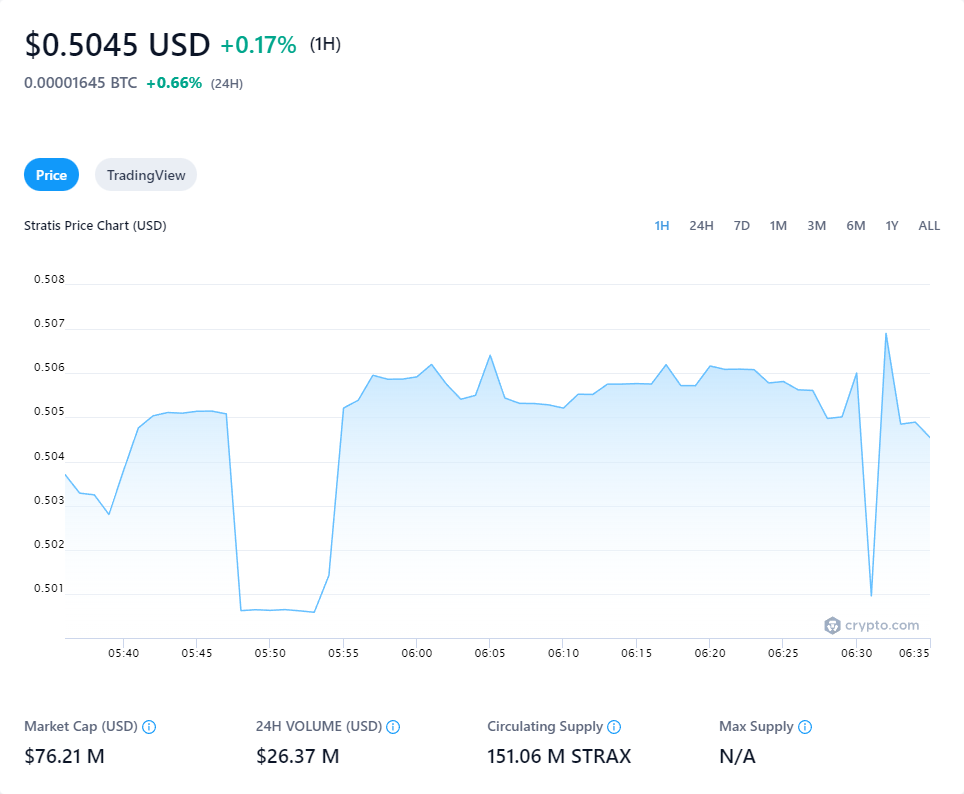 $0.5045 USD +0.17% (1H)
0.00001645 BTC +0.66% (24H)
Price TradingView
Stratis Price Chart (USD) 1H 24H 7D 1M 3M 6M 1Y ALL
0.508
0.507
0.506
0.505
0.504
0.503
0.502
0.501
crypto.com
05:40 05:45 05:50 05:55 06:00 06:05 06:10 06:15 06:20 06:25 06:30 06:35
Market Cap (USD) 24H VOLUME (USD) Circulating Supply Max Supply
$76.21 M $26.37 M 151.06 M STRAX N/A